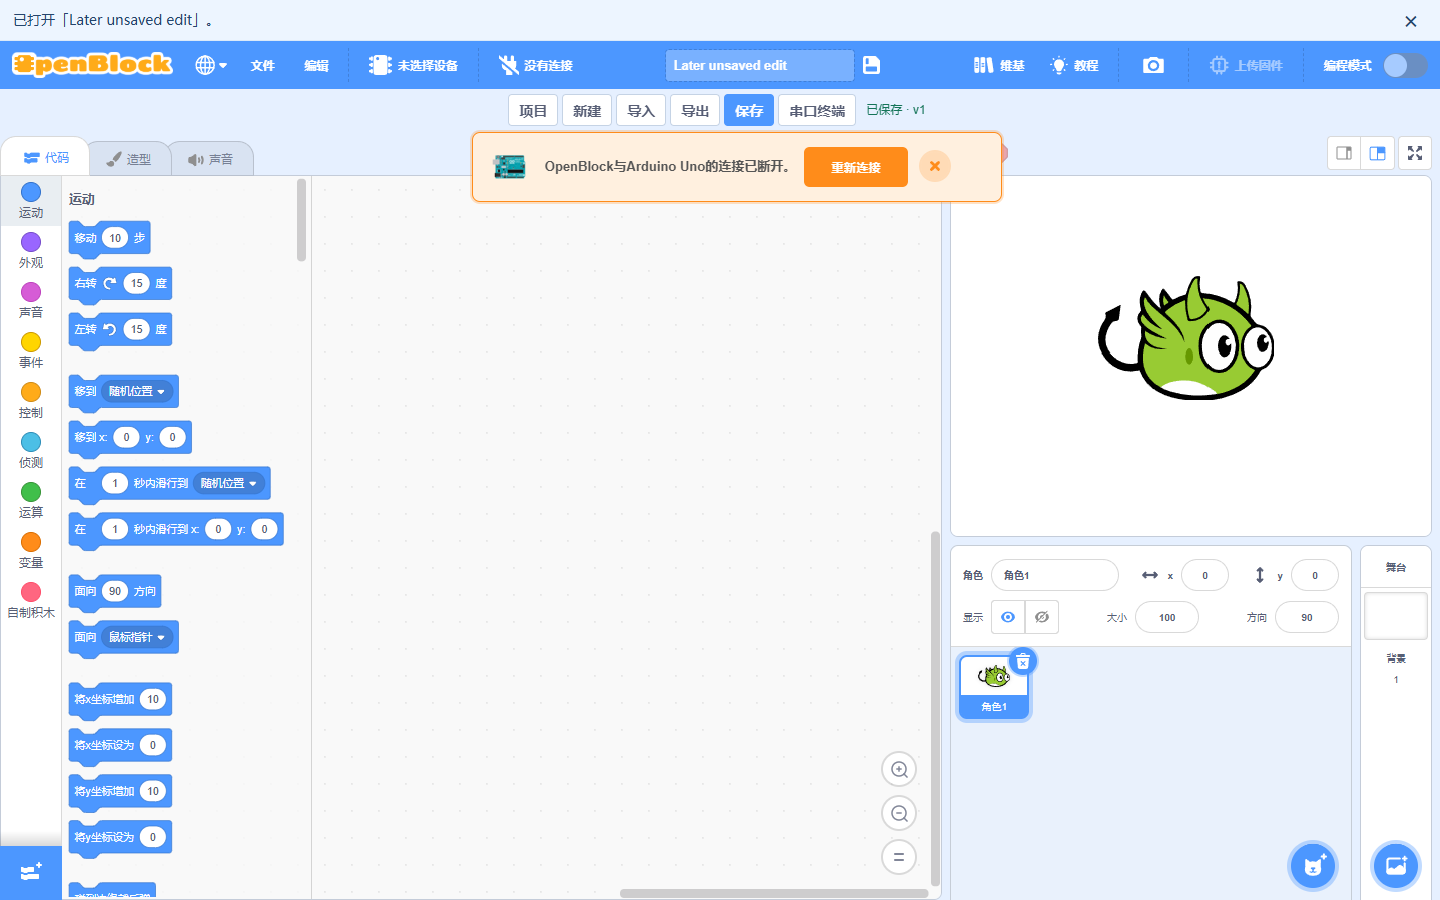 已打开「Later unsaved edit」。
OpenBlock
文件
编辑
未选择设备
没有连接
Later unsaved edit
维基
教程
上传固件
编程模式
项目
新建
导入
导出
保存
串口终端
已保存 · v1
代码
造型
声音
OpenBlock与Arduino Uno的连接已断开。
重新连接
运动
外观
声音
事件
控制
侦测
运算
变量
自制积木
运动
移动 10 步
右转 15 度
左转 15 度
移到 随机位置
移到 x: 0 y: 0
在 1 秒内滑行到 随机位置
在 1 秒内滑行到 x: 0 y: 0
面向 90 方向
面向 鼠标指针
将x坐标增加 10
将x坐标设为 0
将y坐标增加 10
将y坐标设为 0
角色 角色1 x 0 y 0
显示 大小 100 方向 90
角色1
舞台
背景
1